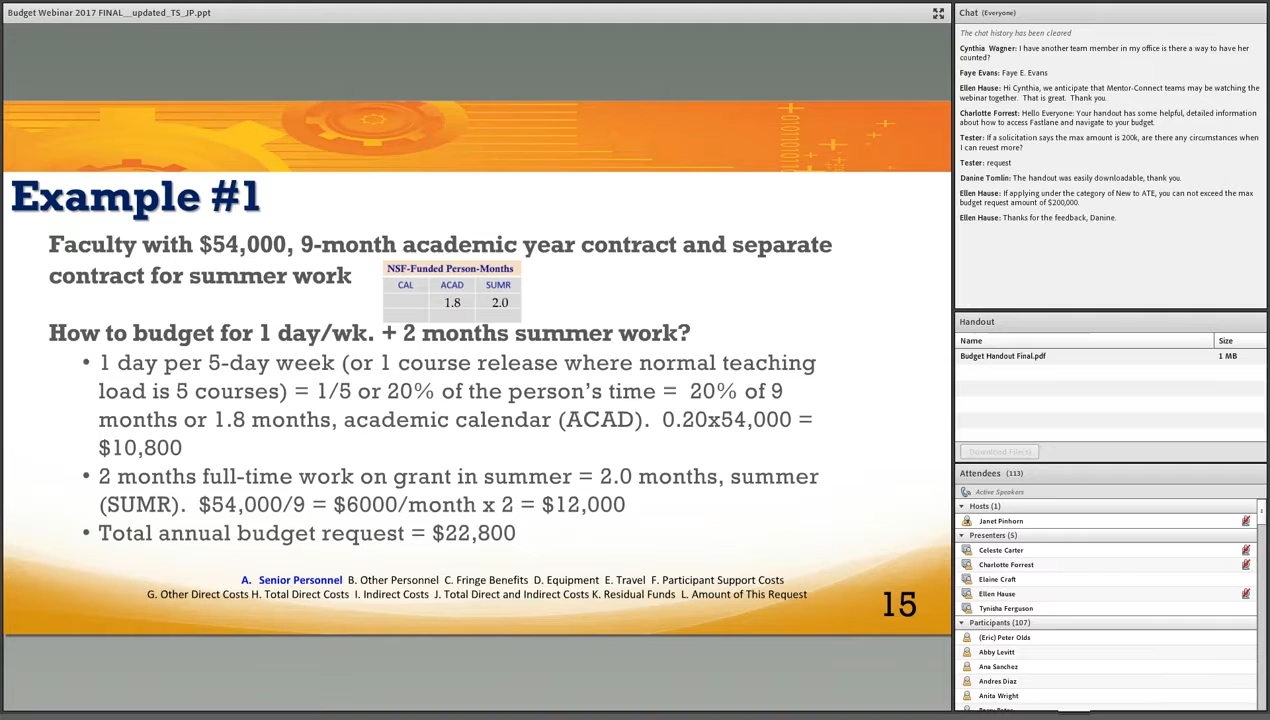 Budget Webinar 2017 FINAL__updated_TS_JP.ppt
Example #1
Faculty with $54,000, 9-month academic year contract and separate
contract for summer work
NSF-Funded Person-Months
CAL ACAD SUMR
1.8 2.0
How to budget for 1 day/wk. + 2 months summer work?
• 1 day per 5-day week (or 1 course release where normal teaching
load is 5 courses) = 1/5 or 20% of the person's time = 20% of 9
months or 1.8 months, academic calendar (ACAD). 0.20x54,000 =
$10,800
• 2 months full-time work on grant in summer = 2.0 months, summer
(SUMR). $54,000/9 = $6000/month x 2 = $12,000
• Total annual budget request = $22,800
A. Senior Personnel B. Other Personnel C. Fringe Benefits D. Equipment E. Travel F. Participant Support Costs
G. Other Direct Costs H. Total Direct Costs I. Indirect Costs J. Total Direct and Indirect Costs K. Residual Funds L. Amount of This Request
15
Chat (Everyone)
The chat history has been cleared
Cynthia Wagner: I have another team member in my office is there a way to have her
counted?
Faye Evans: Faye E. Evans
Ellen Hause: Hi Cynthia, we anticipate that Mentor-Connect teams may be watching the
webinar together. That is great. Thank you.
Charlotte Forrest: Hello Everyone: Your handout has some helpful, detailed information
about how to access Fastlane and navigate to your budget.
Tester: If a solicitation says the max amount is 200k, are there any circumstances when
I can reuest more?
Tester: request
Danine Tomlin: The handout was easily downloadable, thank you.
Ellen Hause: If applying under the category of New to ATE, you can not exceed the max
budget request amount of $200,000.
Ellen Hause: Thanks for the feedback, Danine.
Handout
Name Size
Budget Handout Final.pdf 1 MB
Download File(s)
Attendees (113)
Active Speakers
Hosts (1)
Janet Pinhorn
Presenters (5)
Celeste Carter
Charlotte Forrest
Elaine Craft
Ellen Hause
Tynisha Ferguson
Participants (107)
(Eric) Peter Olds
Abby Levitt
Ana Sanchez
Andres Diaz
Anita Wright